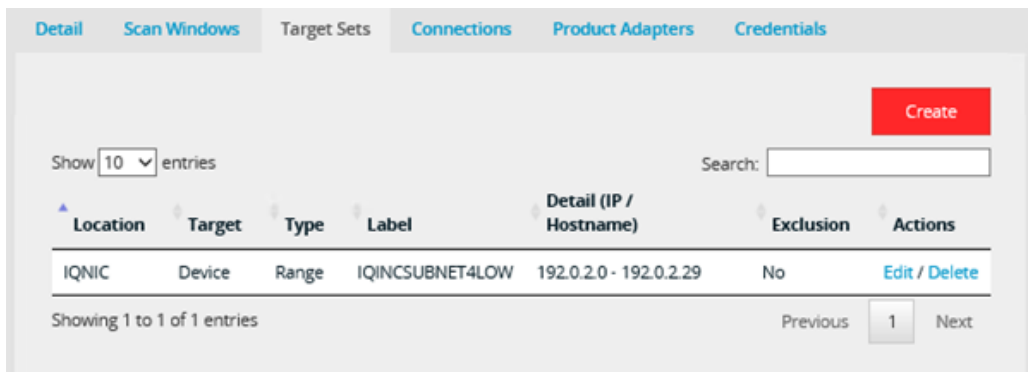 Detail Scan Windows Target Sets Connections Product Adapters Credentials
Create
Show 10 entries Search:
Location Target Type Label Detail (IP / Hostname) Exclusion Actions
IQNIC Device Range IQINCSUBNET4LOW 192.0.2.0 - 192.0.2.29 No Edit / Delete
Showing 1 to 1 of 1 entries Previous 1 Next